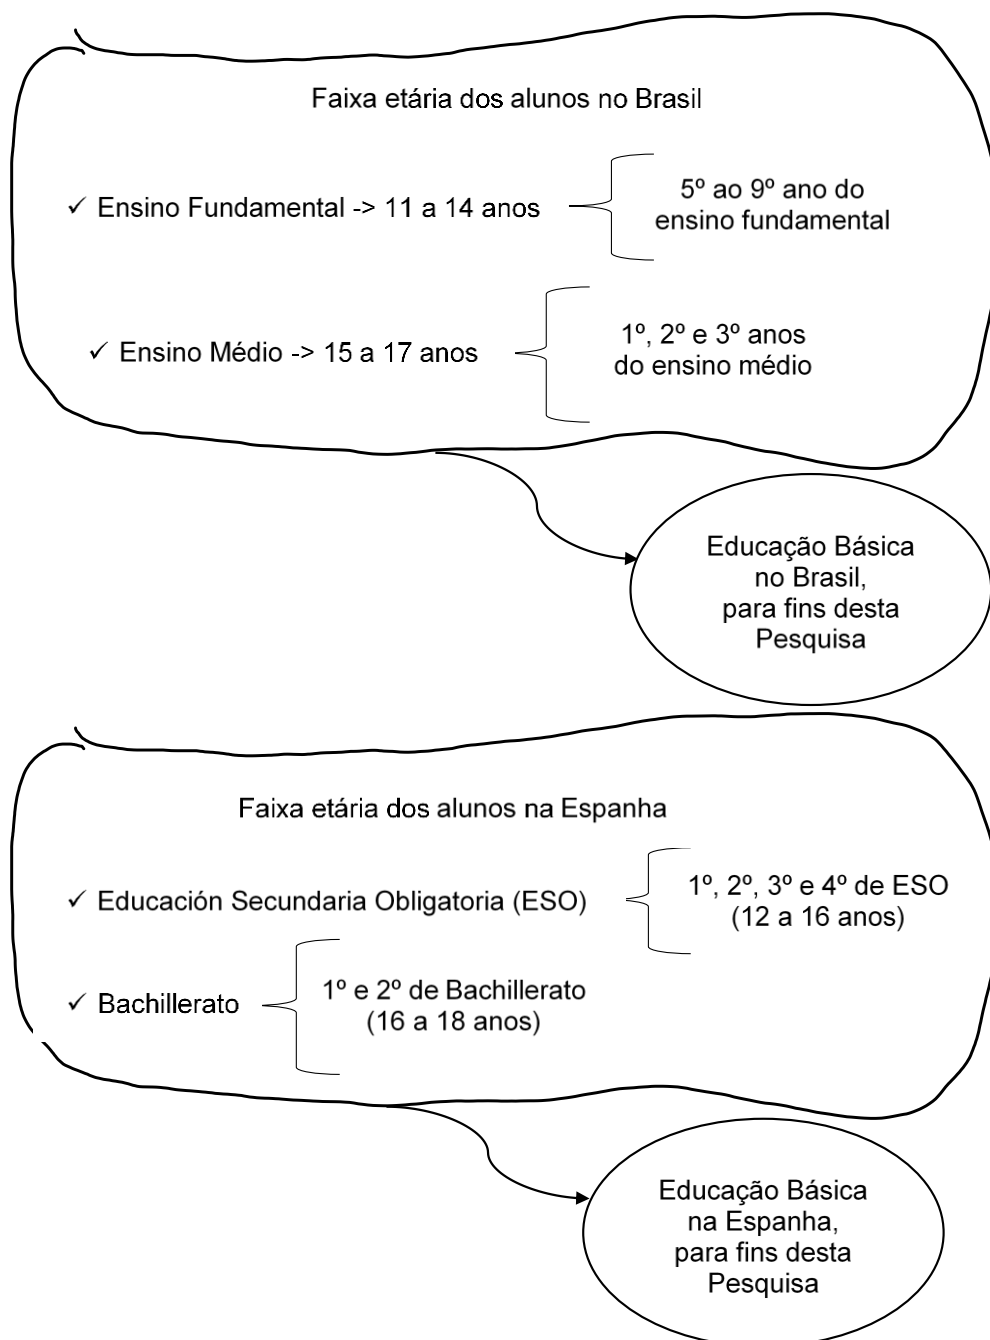 Faixa etária dos alunos no Brasil
✓ Ensino Fundamental -> 11 a 14 anos
5º ao 9º ano do
ensino fundamental
✓ Ensino Médio -> 15 a 17 anos
1º, 2º e 3º anos
do ensino médio
Educação Básica
no Brasil,
para fins desta
Pesquisa
Faixa etária dos alunos na Espanha
✓ Educación Secundaria Obligatoria (ESO)
1º, 2º, 3º e 4º de ESO
(12 a 16 anos)
✓ Bachillerato
1º e 2º de Bachillerato
(16 a 18 anos)
Educação Básica
na Espanha,
para fins desta
Pesquisa